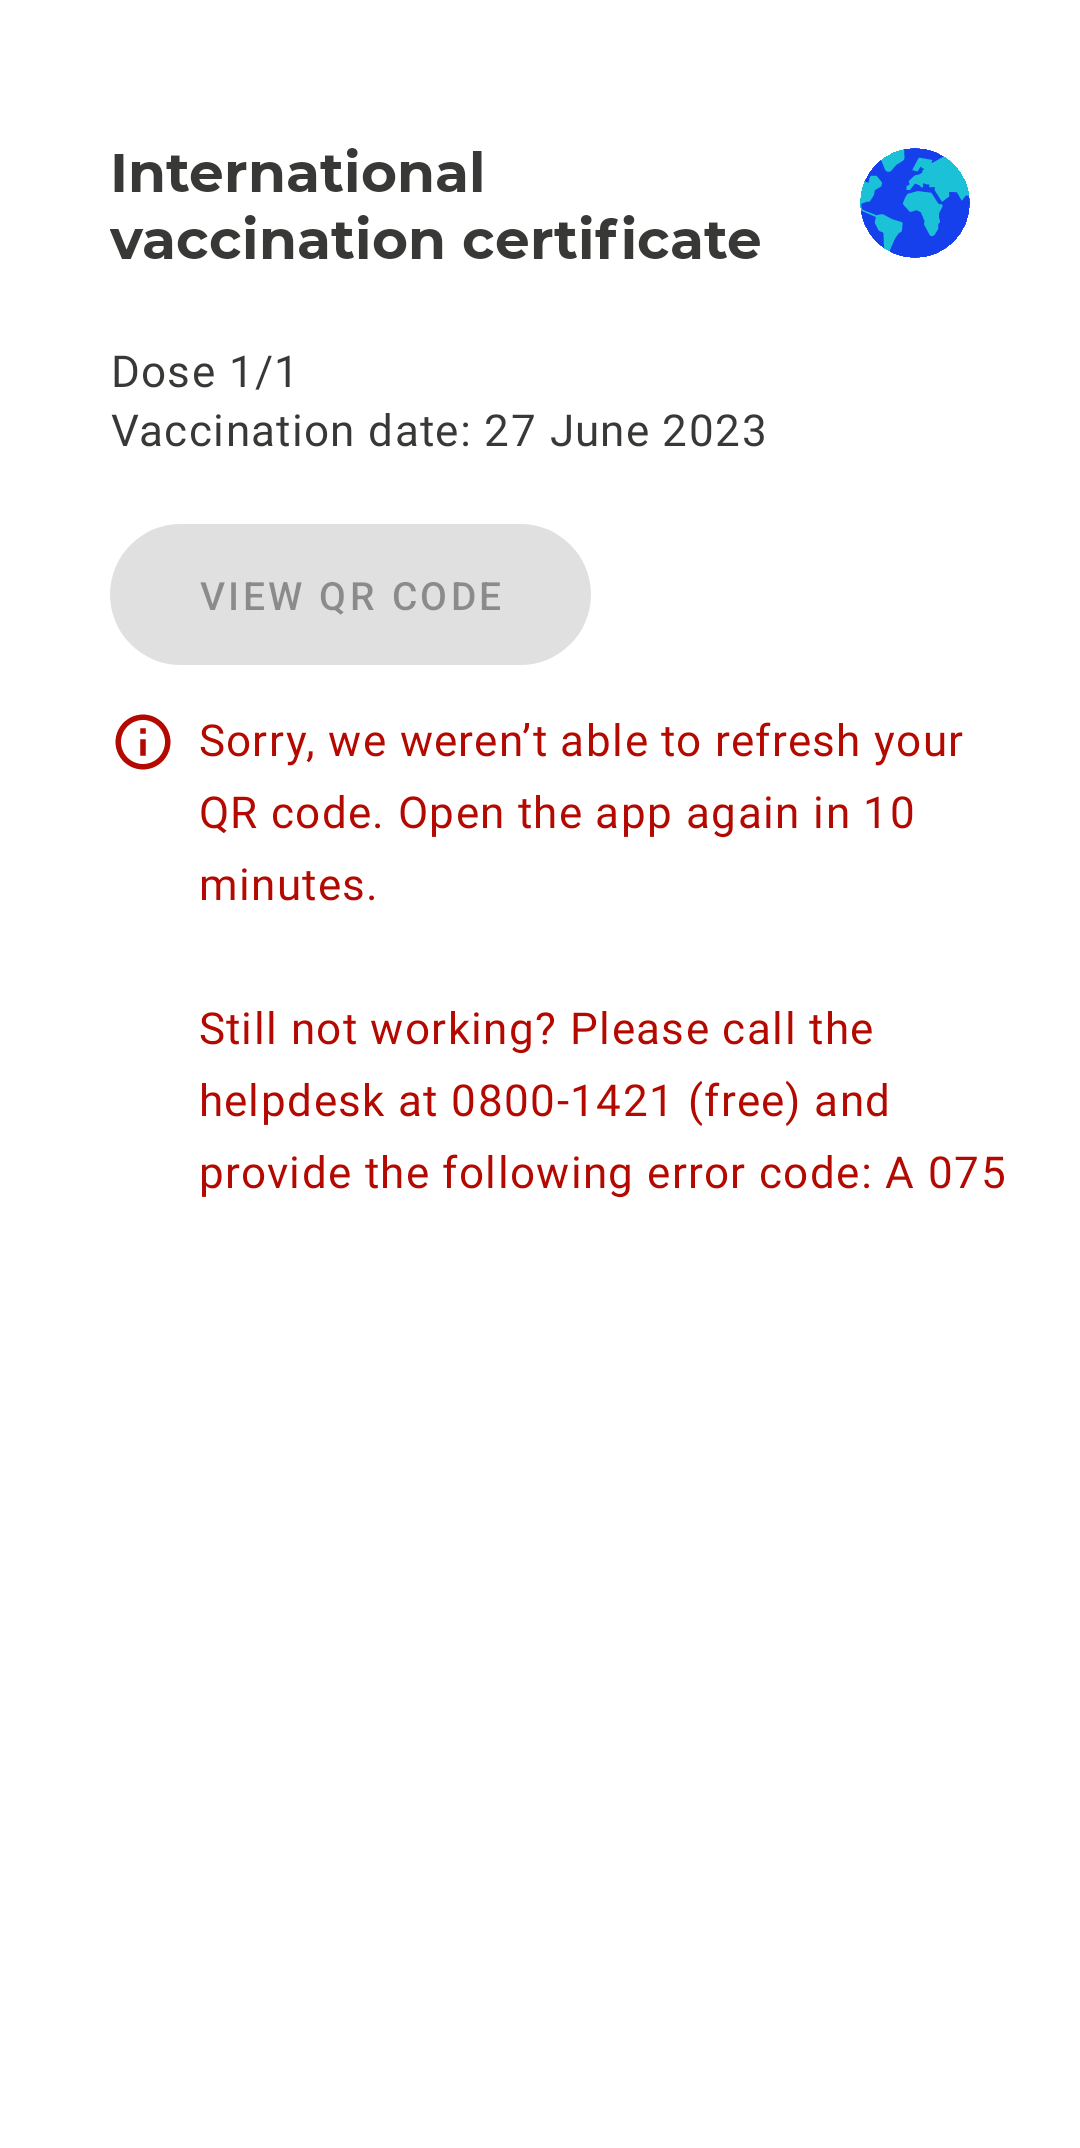 International
vaccination certificate
Dose 1/1
Vaccination date: 27 June 2023
VIEW QR CODE
Sorry, we weren’t able to refresh your
QR code. Open the app again in 10
minutes.
Still not working? Please call the
helpdesk at 0800-1421 (free) and
provide the following error code: A 075